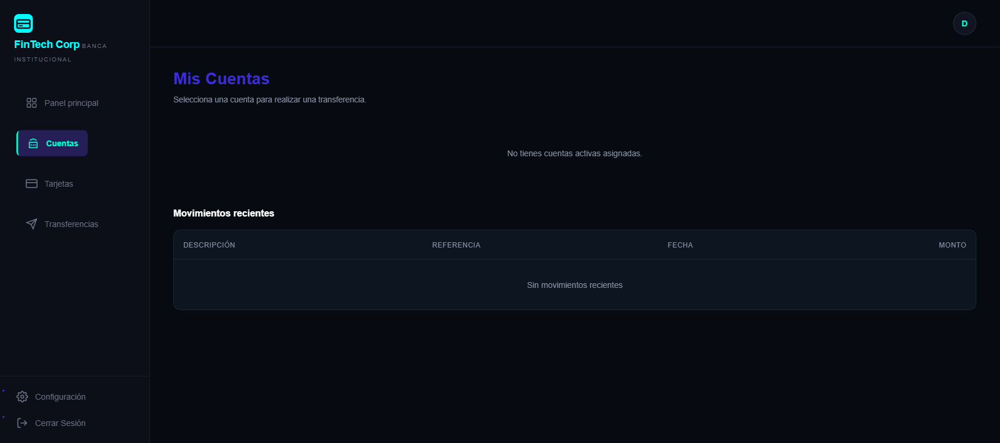 FinTech Corp BANCA
INSTITUCIONAL
D
Panel principal
Cuentas
Tarjetas
Transferencias
Configuración
Cerrar Sesión
Mis Cuentas
Selecciona una cuenta para realizar una transferencia.
No tienes cuentas activas asignadas.
Movimientos recientes
DESCRIPCIÓN REFERENCIA FECHA MONTO
Sin movimientos recientes